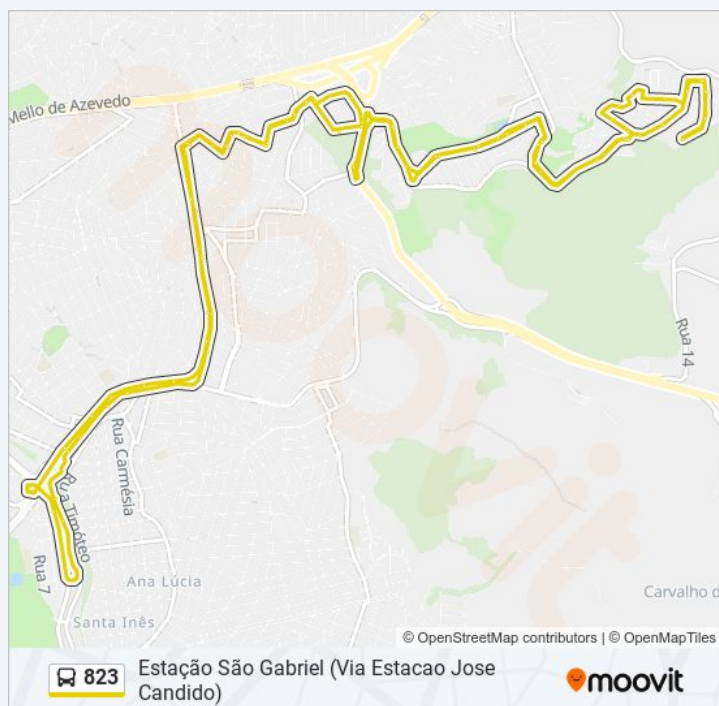 Mello de Azevedo
Rua 14
Rua Carmésia
Rua Timóteo
Rua 7
Ana Lúcia
Santa Inês
Carvalho d
© OpenStreetMap contributors | © OpenMapTiles
823
Estação São Gabriel (Via Estacao Jose
Candido)
moovit